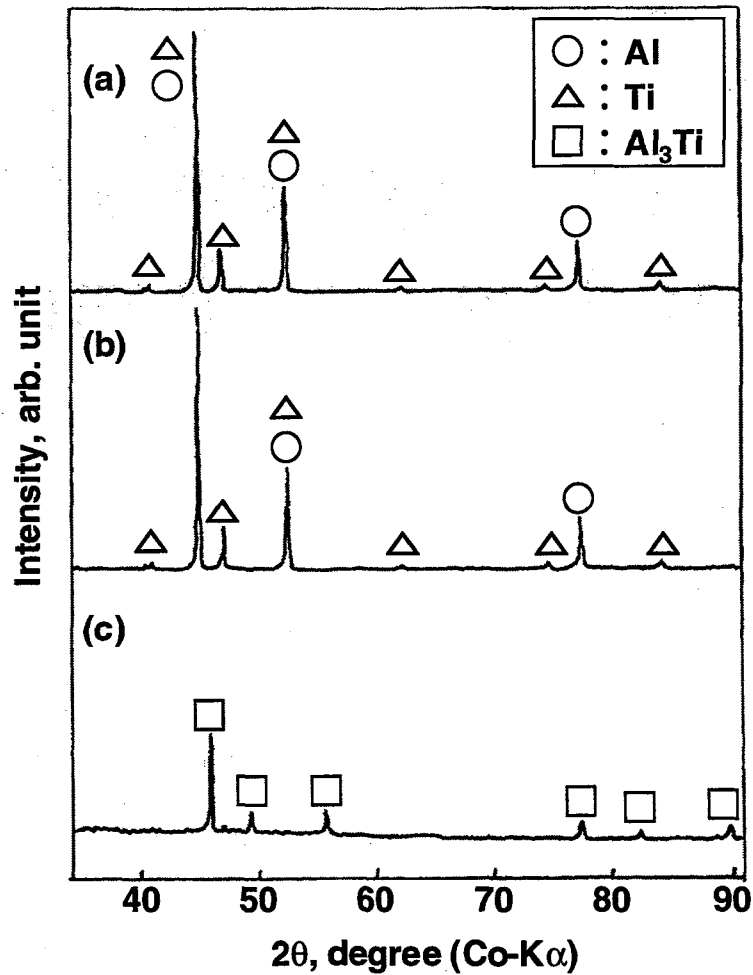 (a)
○ : Al
△ : Ti
□ : Al₃Ti
(b)
(c)
Intensity, arb. unit
40 50 60 70 80 90
2θ, degree (Co-Kα)